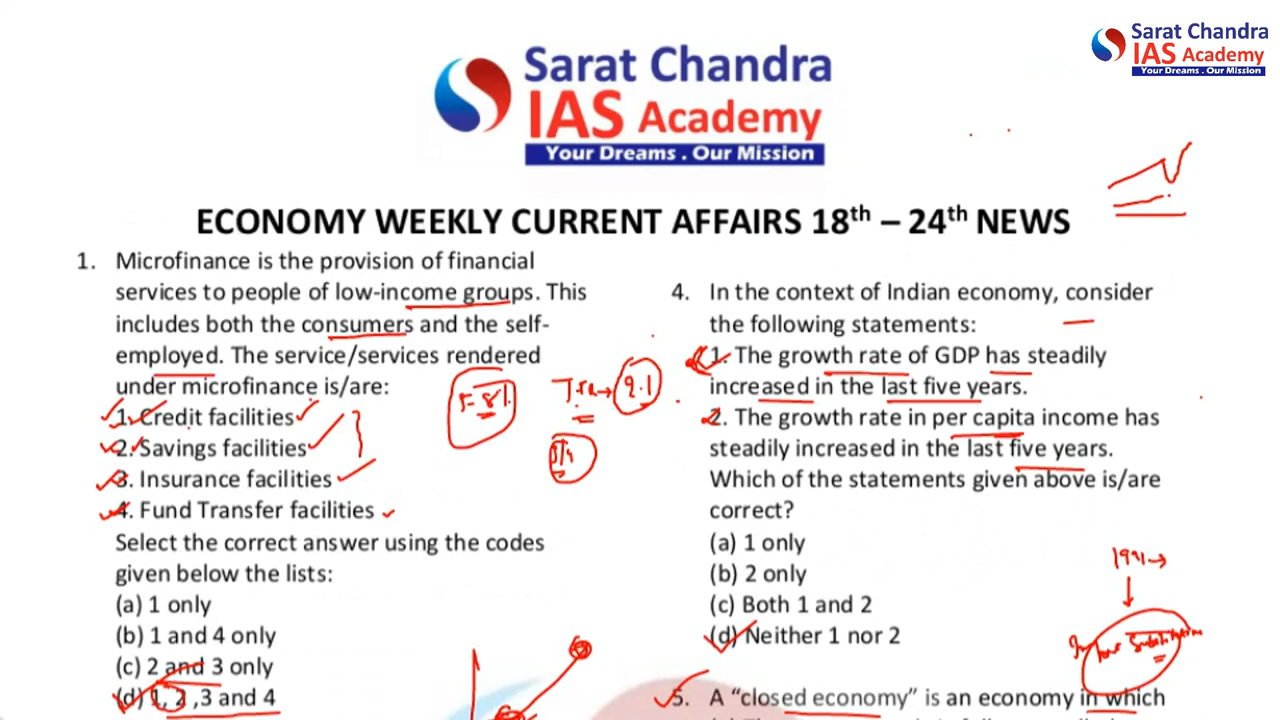 Sarat Chandra
IAS Academy
Your Dreams . Our Mission
Sarat Chandra
IAS Academy
Your Dreams . Our Mission
ECONOMY WEEKLY CURRENT AFFAIRS 18th – 24th NEWS
1. Microfinance is the provision of financial
services to people of low-income groups. This
includes both the consumers and the self-
employed. The service/services rendered
under microfinance is/are:
1. Credit facilities
2. Savings facilities
3. Insurance facilities
4. Fund Transfer facilities
Select the correct answer using the codes
given below the lists:
(a) 1 only
(b) 1 and 4 only
(c) 2 and 3 only
(d) 1, 2 ,3 and 4
4. In the context of Indian economy, consider
the following statements:
1. The growth rate of GDP has steadily
increased in the last five years.
2. The growth rate in per capita income has
steadily increased in the last five years.
Which of the statements given above is/are
correct?
(a) 1 only
(b) 2 only
(c) Both 1 and 2
(d) Neither 1 nor 2
1991
5. A “closed economy” is an economy in which